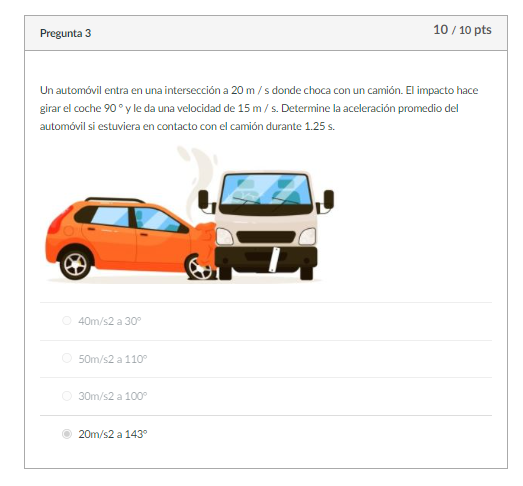 Pregunta 3
10 / 10 pts
Un automóvil entra en una intersección a 20 m / s donde choca con un camión. El impacto hace
girar el coche 90 ° y le da una velocidad de 15 m / s. Determine la aceleración promedio del
automóvil si estuviera en contacto con el camión durante 1.25 s.
40m/s2 a 30°
50m/s2 a 110°
30m/s2 a 100°
20m/s2 a 143°